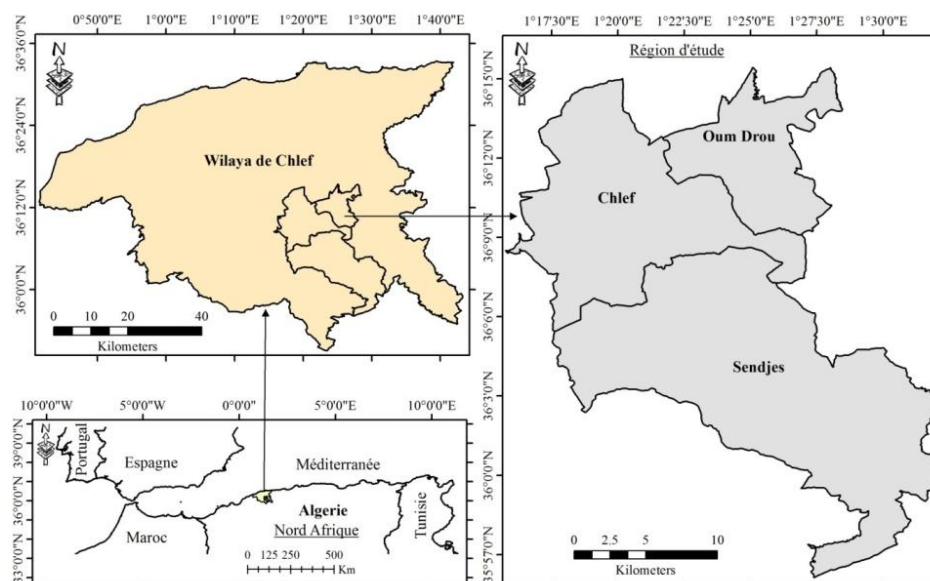 0°50'0"E 1°0'0"E 1°10'0"E 1°20'0"E 1°30'0"E 1°40'0"E
36°36'0"N
36°24'0"N
36°12'0"N
36°0'0"N
N
Wilaya de Chlef
0 10 20 40
Kilometers
10°0'0"W 5°0'0"W 0°0'0" 5°0'0"E 10°0'0"E
39°0'0"N
36°0'0"N
33°0'0"N
N
Portugal
Espagne
Méditerranée
Maroc
Algerie
Nord Afrique
Tunisie
0 125 250 500
Km
1°17'30"E 1°20'0"E 1°22'30"E 1°25'0"E 1°27'30"E 1°30'0"E
36°15'0"N
36°12'0"N
36°9'0"N
36°6'0"N
36°3'0"N
36°0'0"N
35°57'0"N
N
Région d'étude
Oum Drou
Chlef
Sendjes
0 2,5 5 10
Kilometers